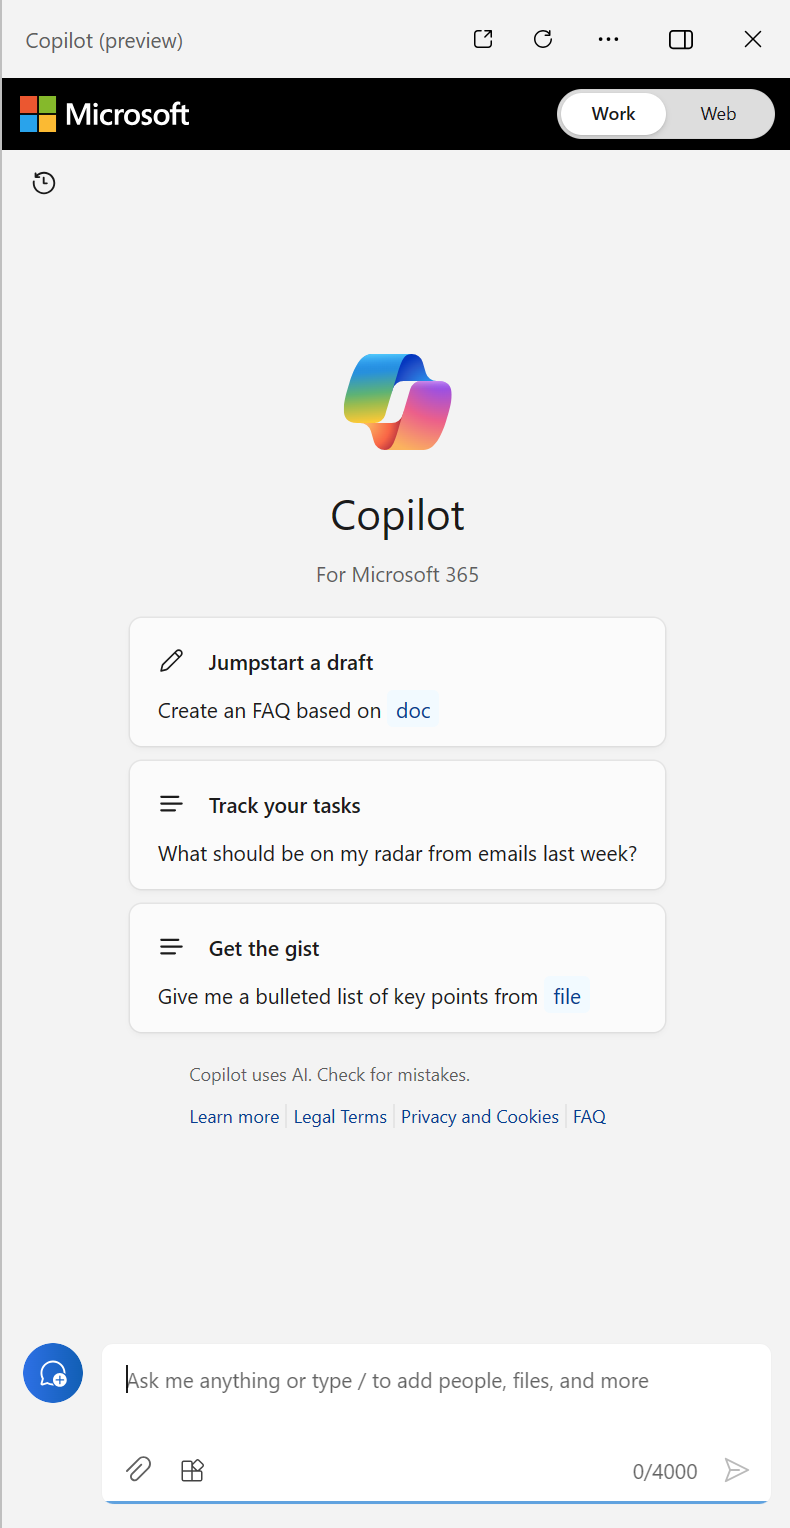 Copilot (preview)
Microsoft
Work Web
Copilot
For Microsoft 365
Jumpstart a draft
Create an FAQ based on doc
Track your tasks
What should be on my radar from emails last week?
Get the gist
Give me a bulleted list of key points from file
Copilot uses AI. Check for mistakes.
Learn more Legal Terms Privacy and Cookies FAQ
Ask me anything or type / to add people, files, and more
0/4000